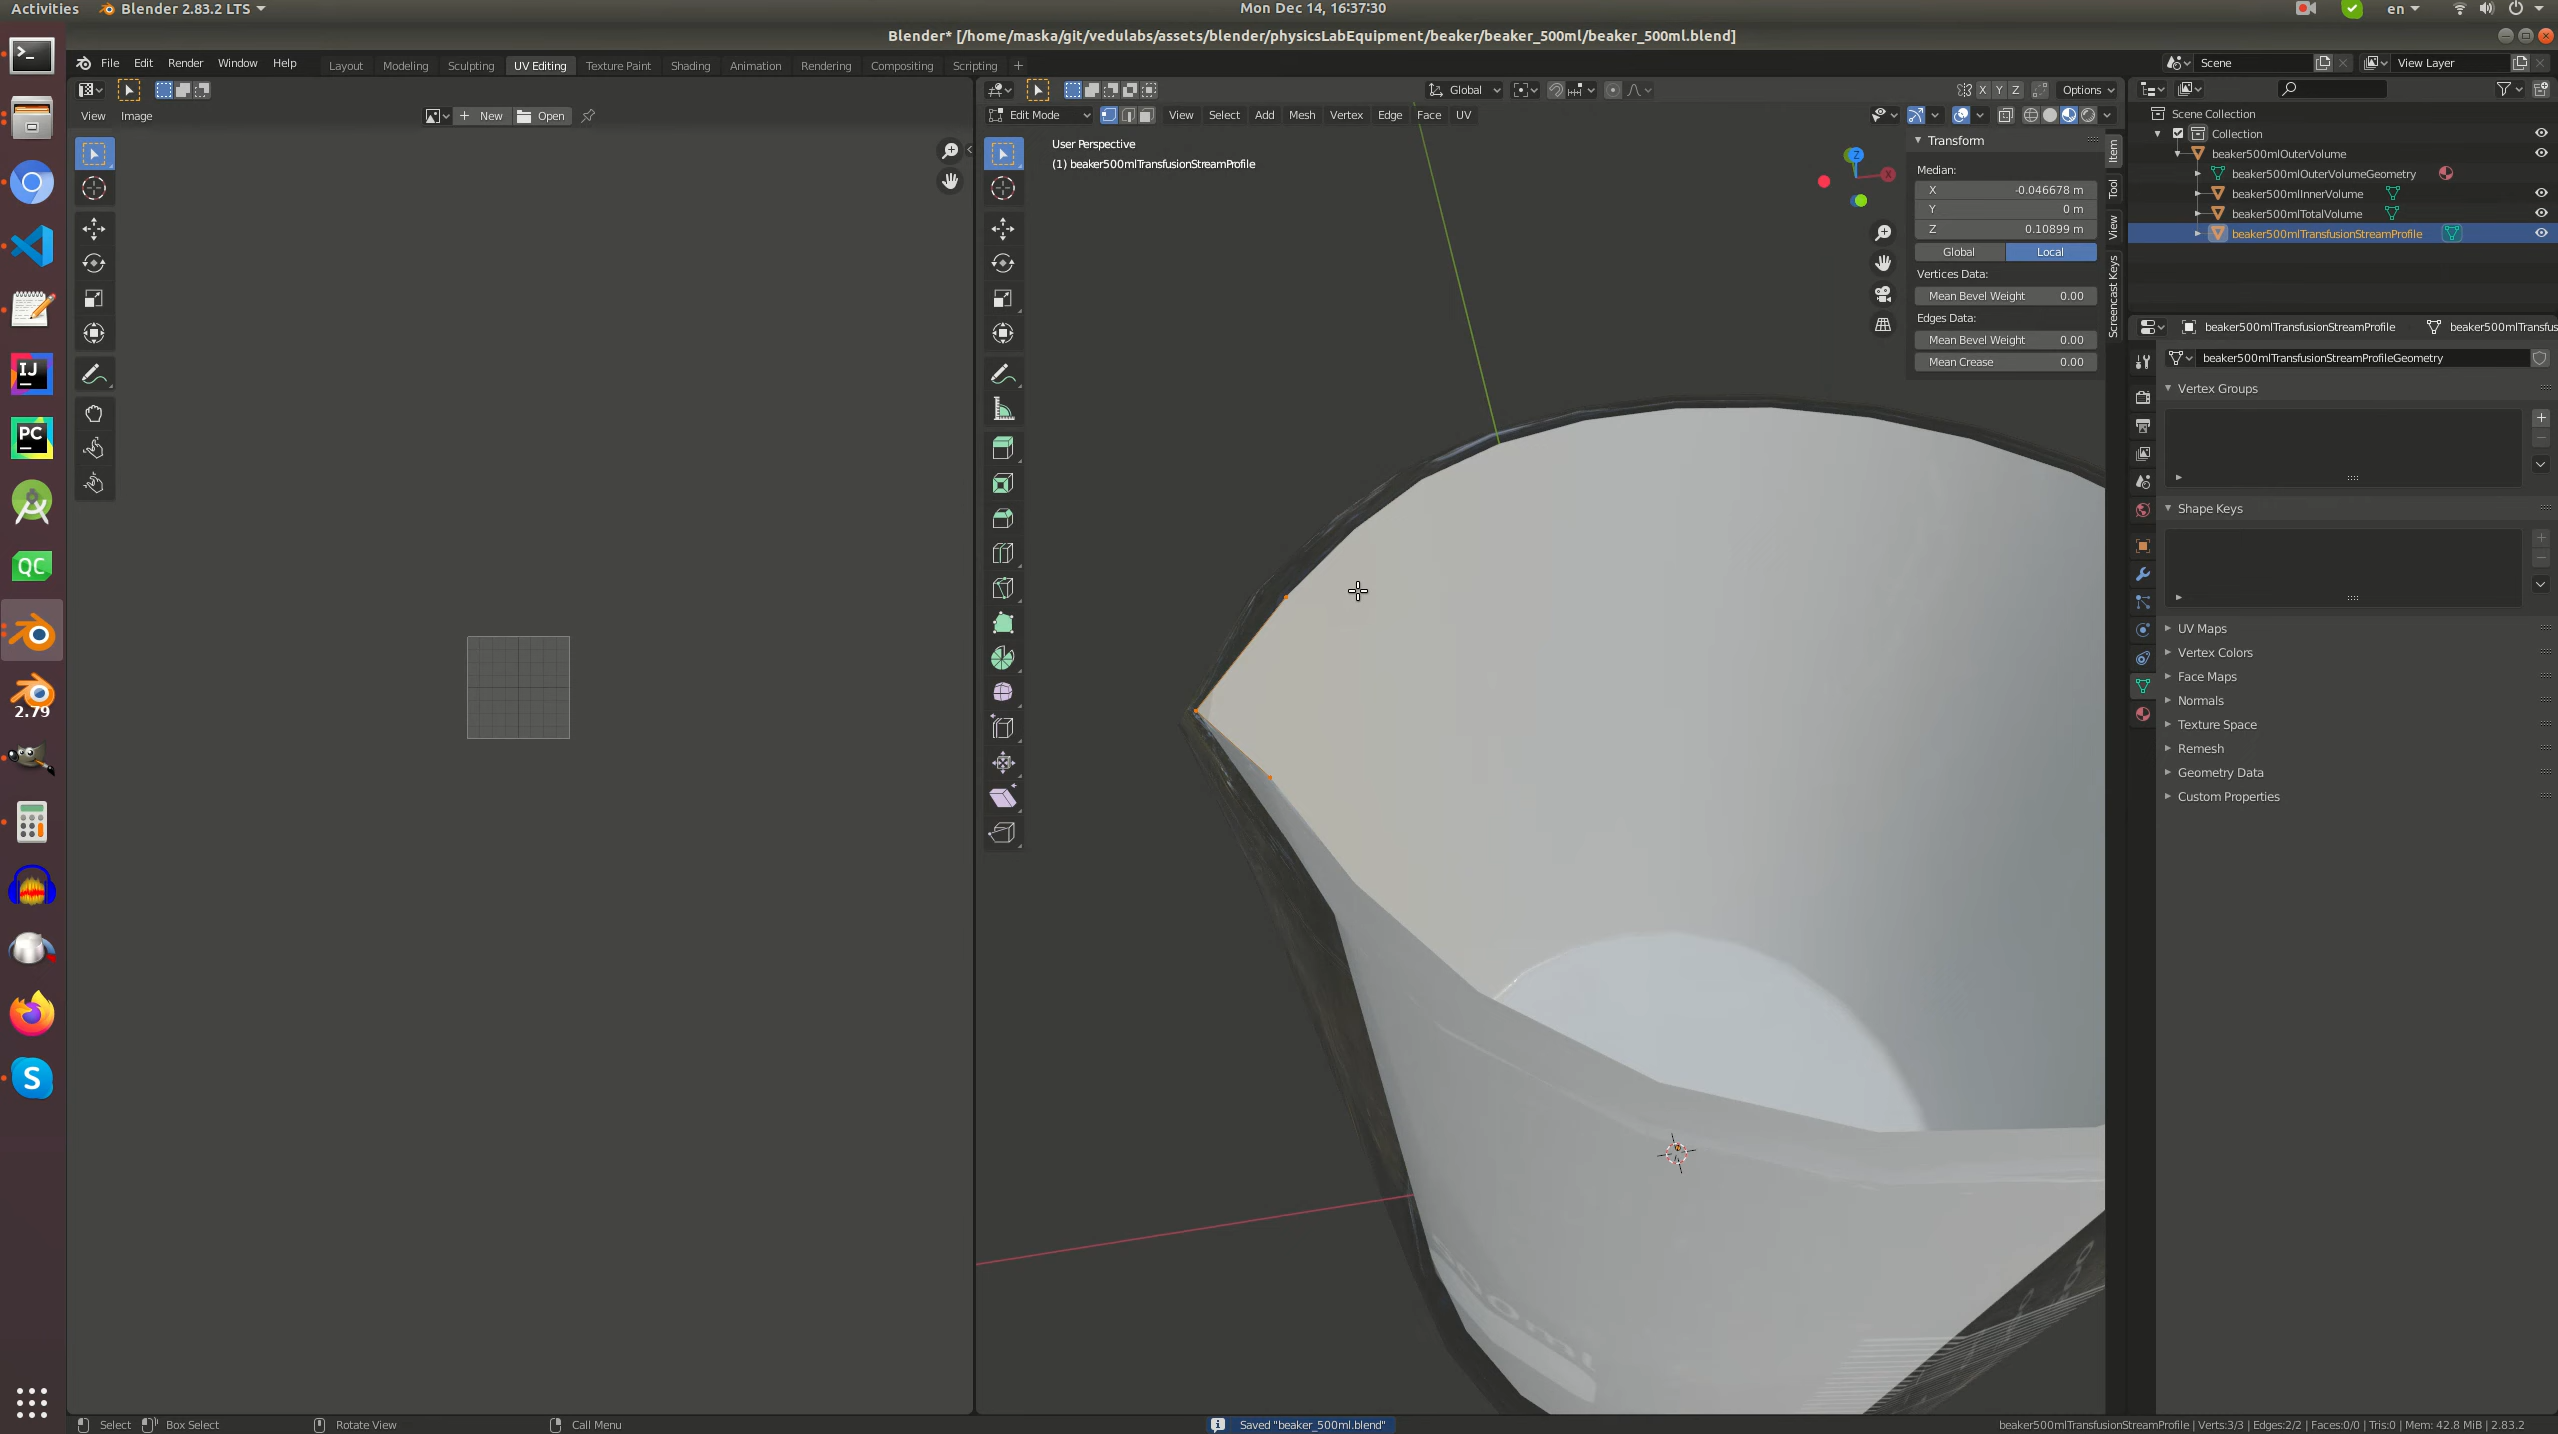 Activities
Blender 2.83.2 LTS
Mon Dec 14, 16:37:30
en
Blender* [/home/maska/git/vedulabs/assets/blender/physicsLabEquipment/beaker/beaker_500ml/beaker_500ml.blend]
File Edit Render Window Help
Layout Modeling Sculpting UV Editing Texture Paint Shading Animation Rendering Compositing Scripting +
Scene
View Layer
Global
X Y Z
Options
View Image
New
Open
Edit Mode
View Select Add Mesh Vertex Edge Face UV
User Perspective
(1) beaker500mlTransfusionStreamProfile
Z
X
Transform
Median:
X -0.046678 m
Y 0 m
Z 0.10899 m
Global Local
Vertices Data:
Mean Bevel Weight 0.00
Edges Data:
Mean Bevel Weight 0.00
Mean Crease 0.00
Item
Tool
View
Screencast Keys
Scene Collection
Collection
beaker500mlOuterVolume
beaker500mlOuterVolumeGeometry
beaker500mlInnerVolume
beaker500mlTotalVolume
beaker500mlTransfusionStreamProfile
beaker500mlTransfusionStreamProfile
beaker500mlTransfus
beaker500mlTransfusionStreamProfileGeometry
Vertex Groups
Shape Keys
UV Maps
Vertex Colors
Face Maps
Normals
Texture Space
Remesh
Geometry Data
Custom Properties
IJ
PC
QC
2.79
S
Select
Box Select
Rotate View
Call Menu
Saved "beaker_500ml.blend"
beaker500mlTransfusionStreamProfile | Verts:3/3 | Edges:2/2 | Faces:0/0 | Tris:0 | Mem: 42.8 MiB | 2.83.2